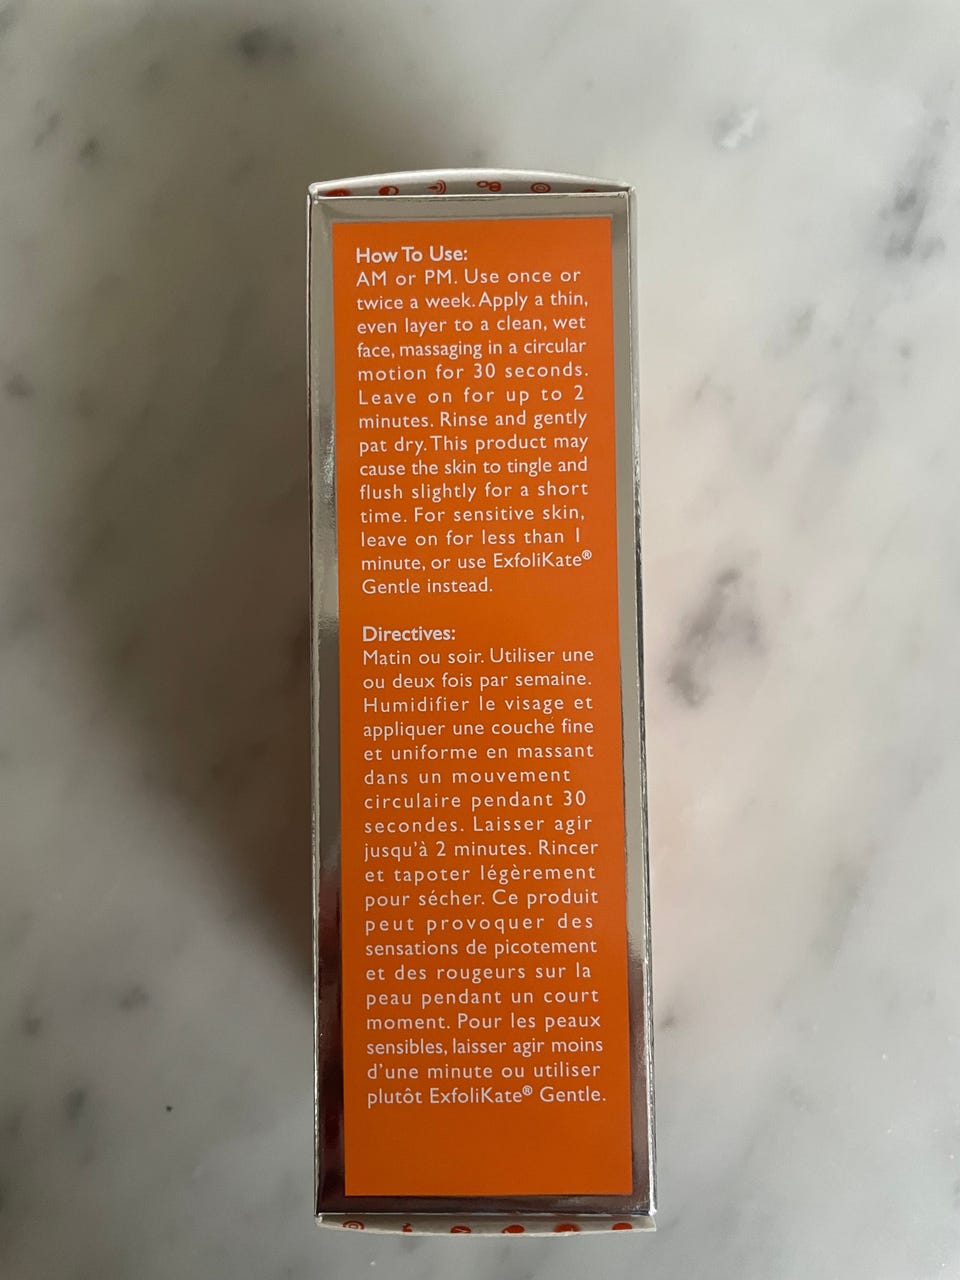 How To Use:
AM or PM. Use once or
twice a week. Apply a thin,
even layer to a clean, wet
face, massaging in a circular
motion for 30 seconds.
Leave on for up to 2
minutes. Rinse and gently
pat dry. This product may
cause the skin to tingle and
flush slightly for a short
time. For sensitive skin,
leave on for less than 1
minute, or use ExfoliKate®
Gentle instead.
Directives:
Matin ou soir. Utiliser une
ou deux fois par semaine.
Humidifier le visage et
appliquer une couche fine
et uniforme en massant
dans un mouvement
circulaire pendant 30
secondes. Laisser agir
jusqu'à 2 minutes. Rincer
et tapoter légèrement
pour sécher. Ce produit
peut provoquer des
sensations de picotement
et des rougeurs sur la
peau pendant un court
moment. Pour les peaux
sensibles, laisser agir moins
d'une minute ou utiliser
plutôt ExfoliKate® Gentle.